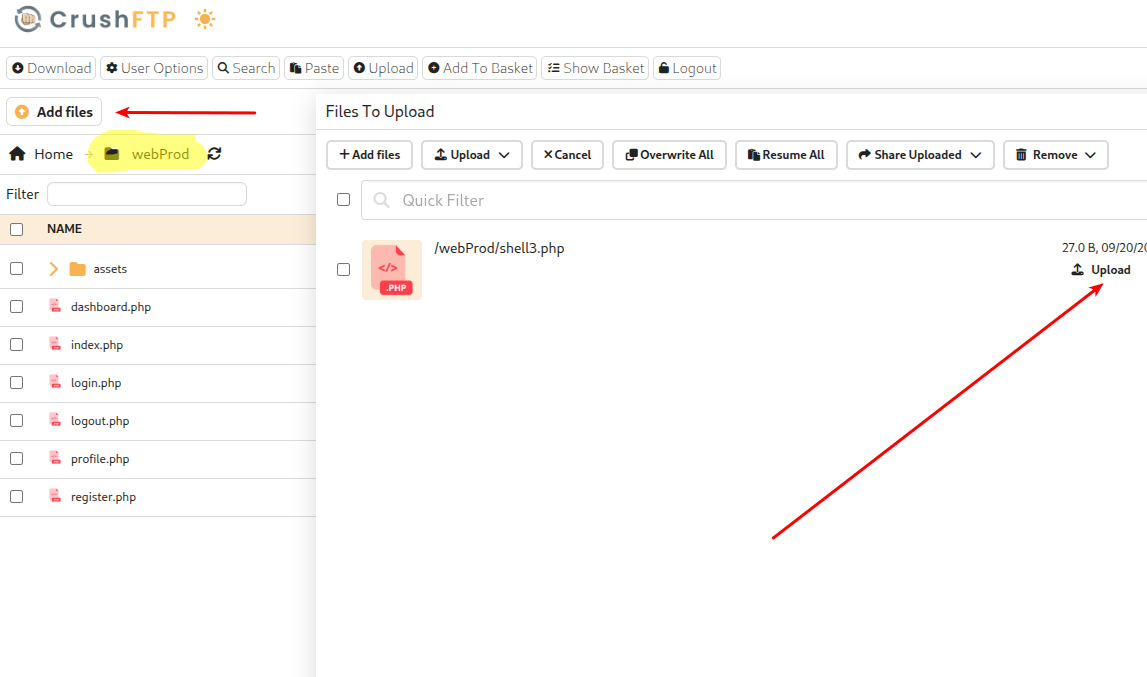 CrushFTP
Download User Options Search Paste Upload Add To Basket Show Basket Logout
Add files
Home webProd
Filter
NAME
assets
dashboard.php
index.php
login.php
logout.php
profile.php
register.php
Files To Upload
Add files Upload Cancel Overwrite All Resume All Share Uploaded Remove
Quick Filter
</> .PHP
/webProd/shell3.php
27.0 B, 09/20/20
Upload